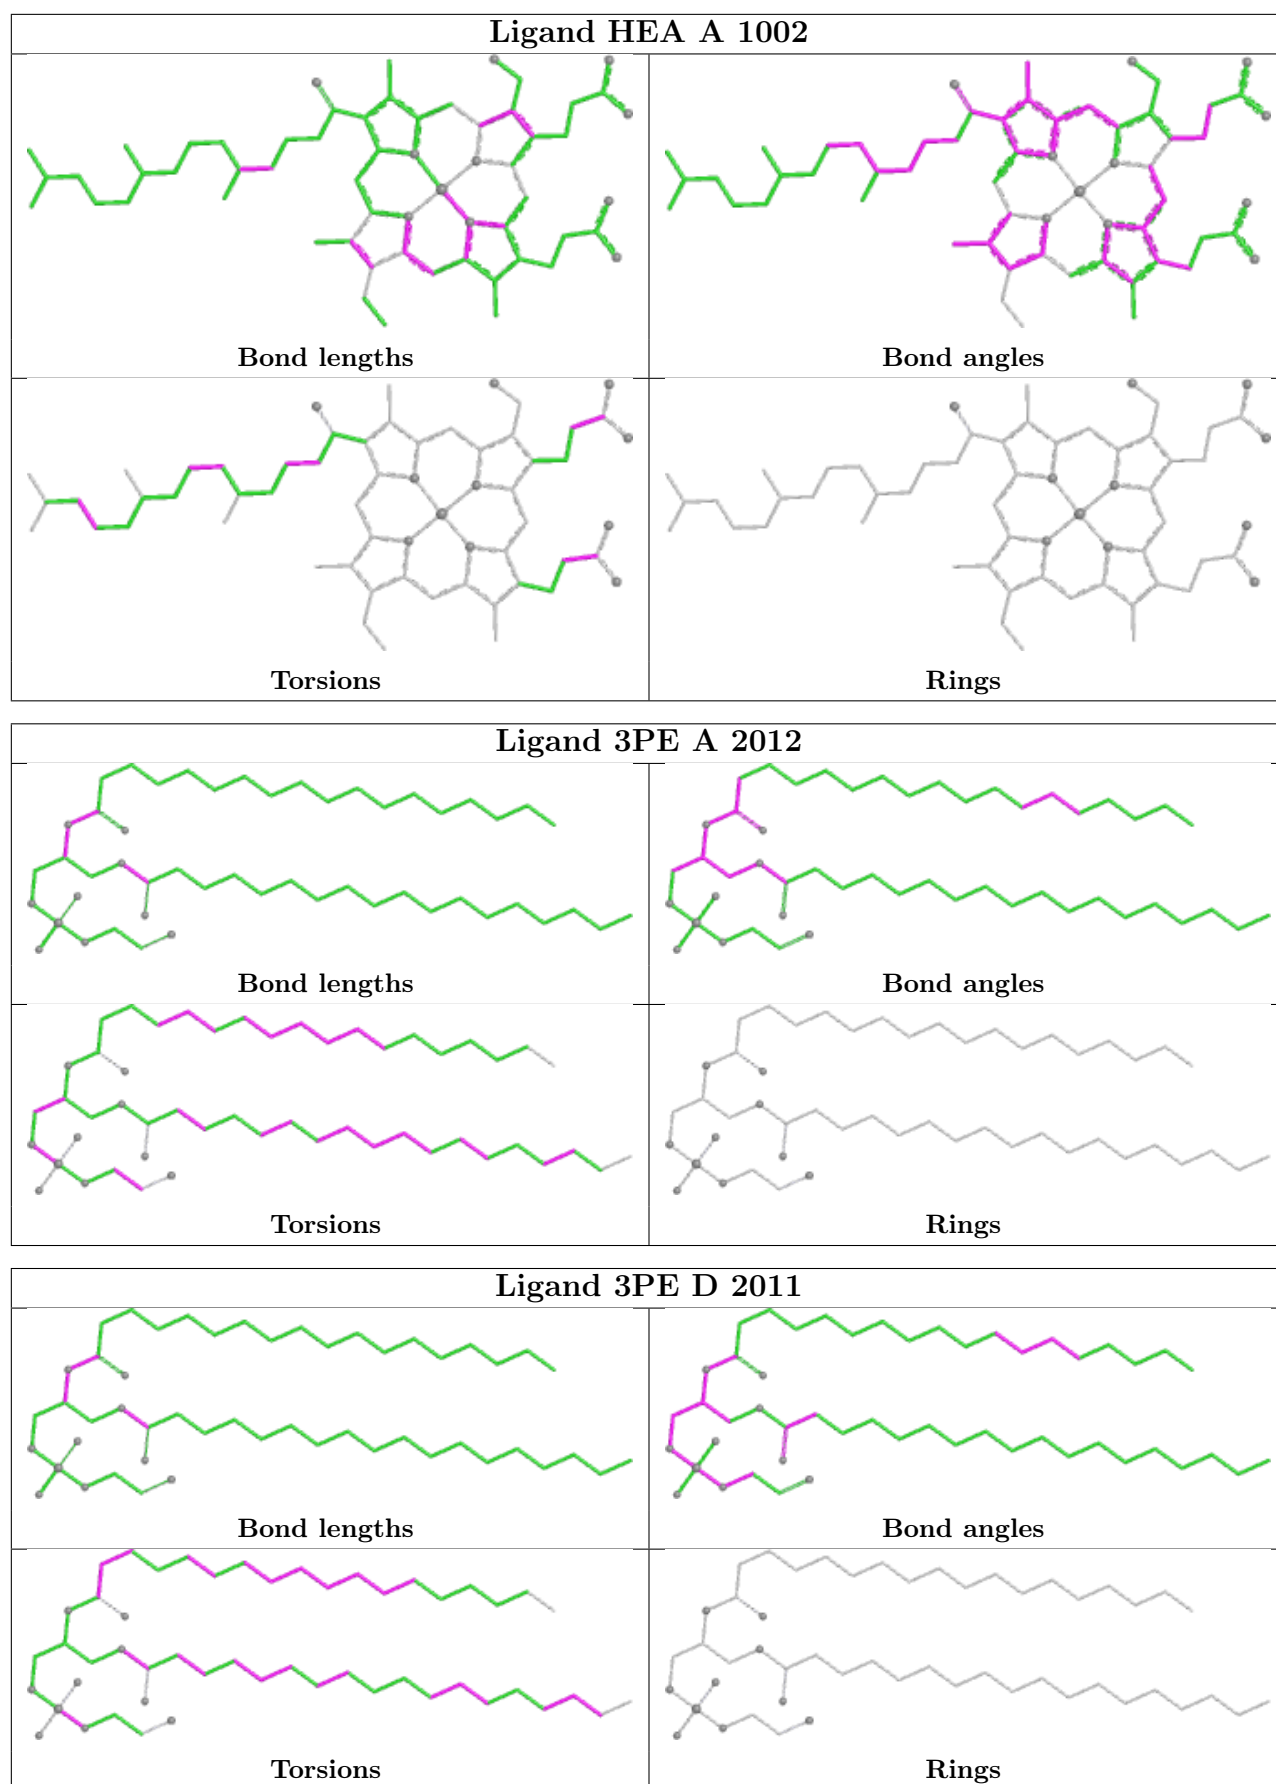 Ligand HEA A 1002
Bond lengths
Bond angles
Torsions
Rings
Ligand 3PE A 2012
Bond lengths
Bond angles
Torsions
Rings
Ligand 3PE D 2011
Bond lengths
Bond angles
Torsions
Rings